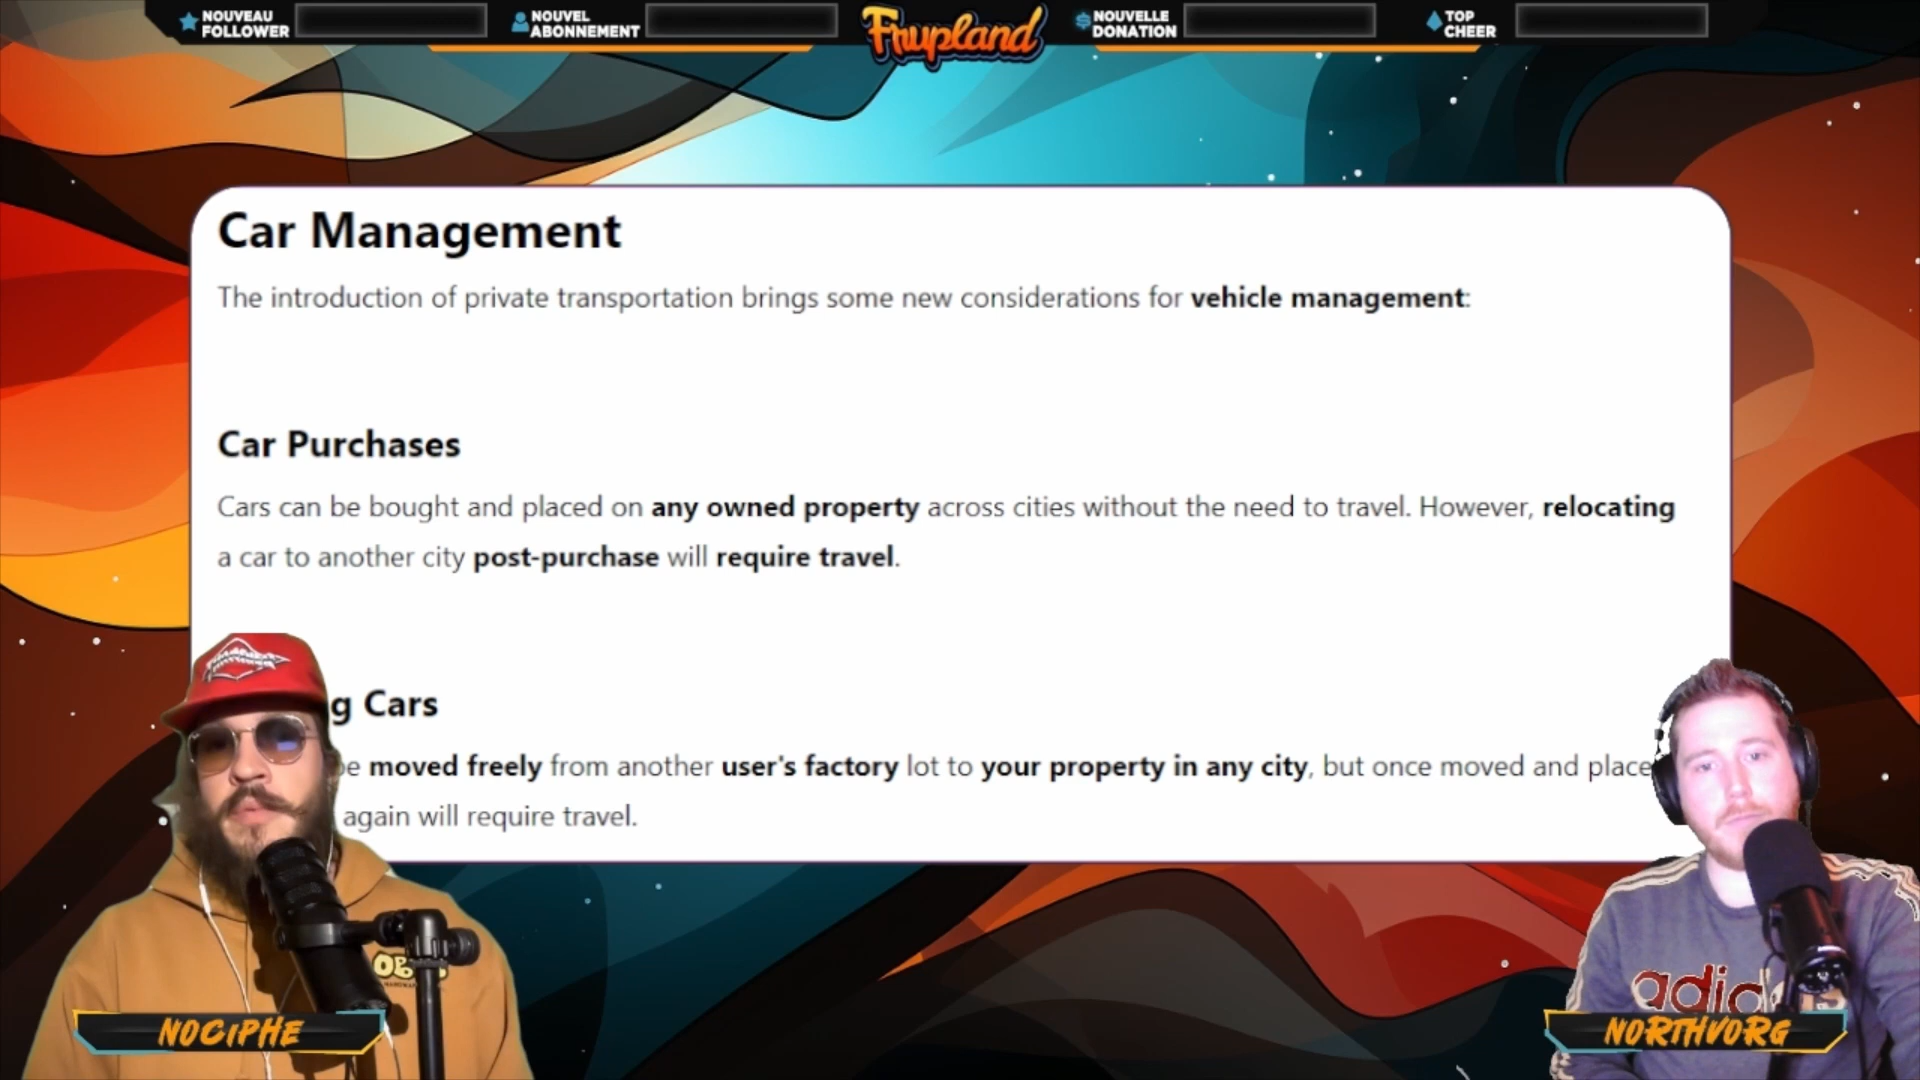 NOUVEAU FOLLOWER
NOUVEL ABONNEMENT
Frupland
NOUVELLE DONATION
TOP CHEER
Car Management
The introduction of private transportation brings some new considerations for vehicle management:
Car Purchases
Cars can be bought and placed on any owned property across cities without the need to travel. However, relocating
a car to another city post-purchase will require travel.
g Cars
be moved freely from another user's factory lot to your property in any city, but once moved and place
again will require travel.
OB
adid
NOCIPHE
NORTHVORG